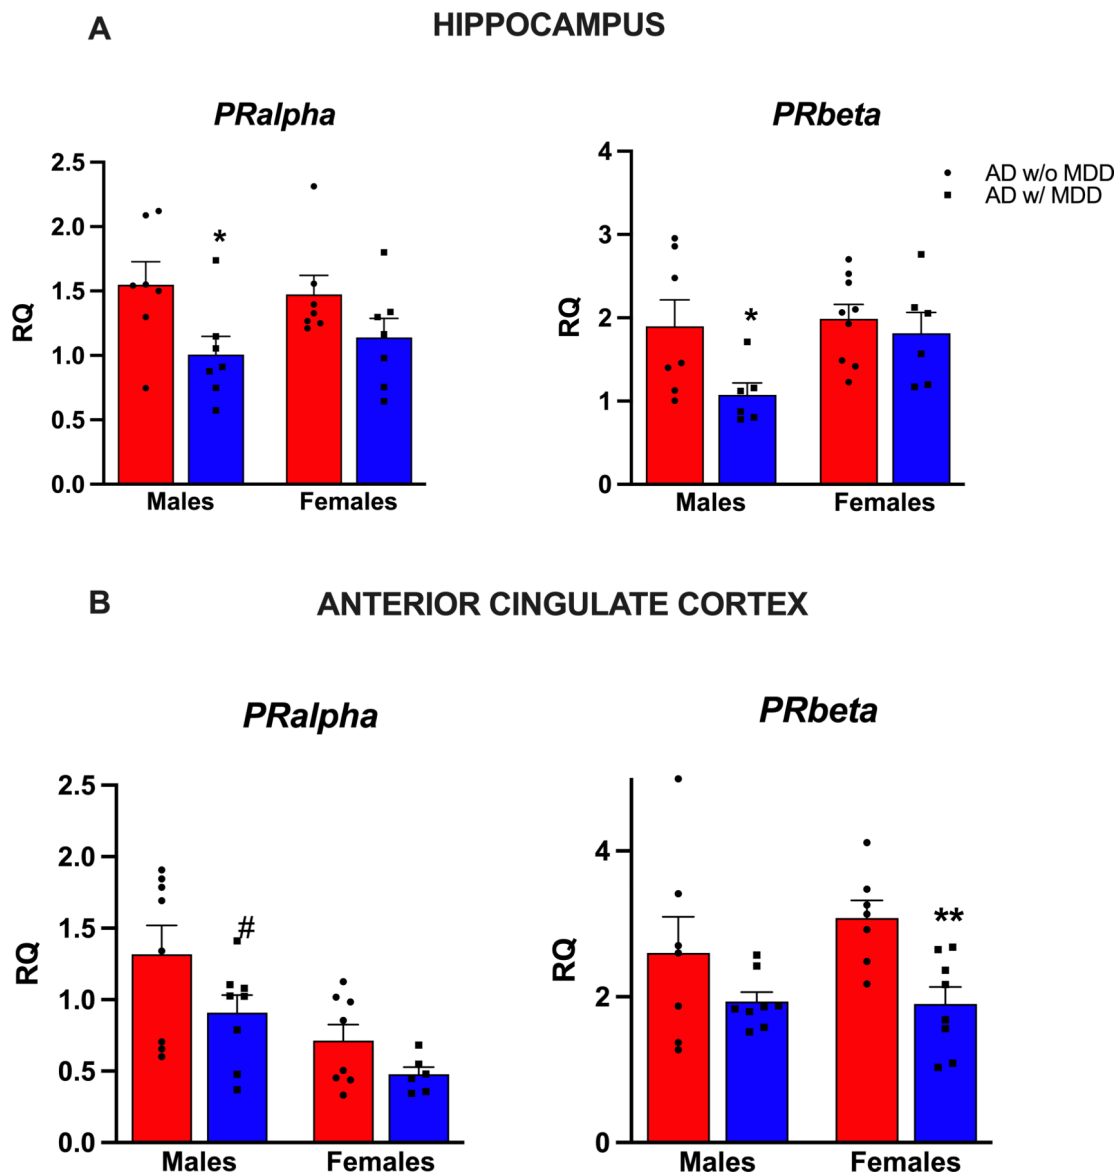 A
HIPPOCAMPUS
PRalpha
PRbeta
AD w/o MDD
AD w/ MDD
2.5
2.0
1.5
1.0
0.5
0.0
RQ
*
Males
Females
4
3
2
1
0
RQ
*
Males
Females
B
ANTERIOR CINGULATE CORTEX
PRalpha
PRbeta
2.5
2.0
1.5
1.0
0.5
0.0
RQ
#
Males
Females
4
2
0
RQ
**
Males
Females